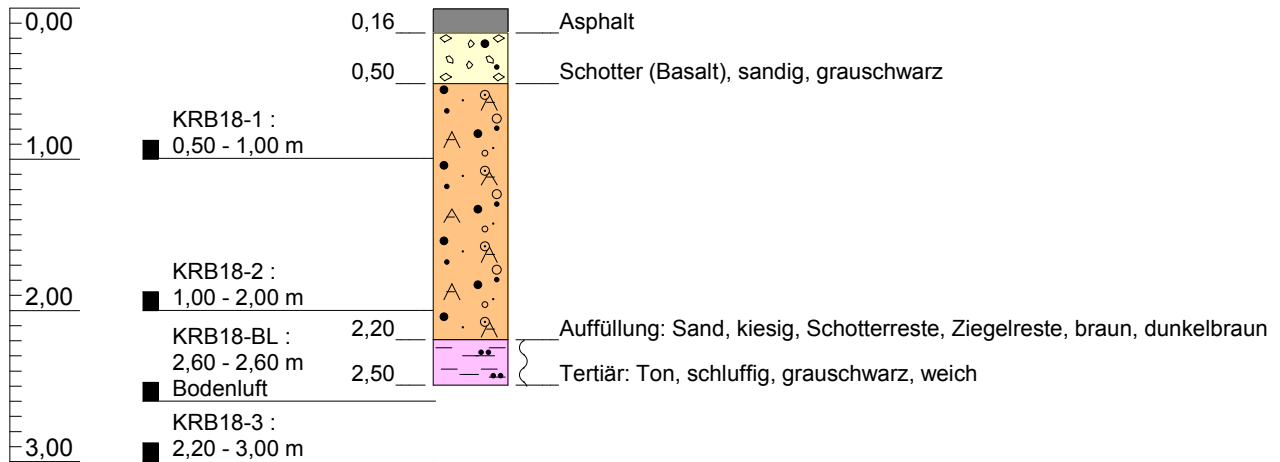 0,00
0,16 Asphalt
0,50 Schotter (Basalt), sandig, grauschwarz
KRB18-1 :
1,00 0,50 - 1,00 m
KRB18-2 :
2,00 1,00 - 2,00 m
2,20 Auffüllung: Sand, kiesig, Schotterreste, Ziegelreste, braun, dunkelbraun
KRB18-BL :
2,60 - 2,60 m
2,50 Tertiär: Ton, schluffig, grauschwarz, weich
Bodenluft
KRB18-3 :
3,00 2,20 - 3,00 m